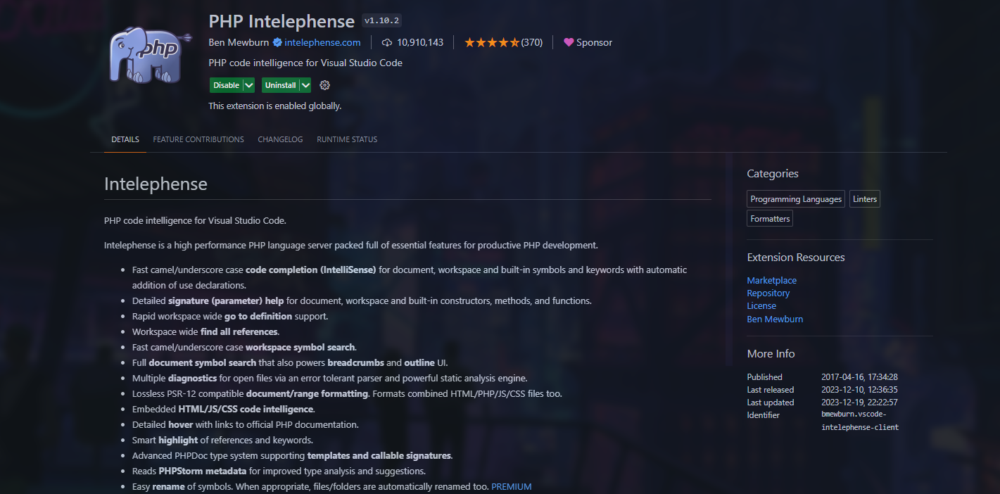 PHP Intelephense v1.10.2
php
Ben Mewburn intelephense.com 10,910,143 (370) Sponsor
PHP code intelligence for Visual Studio Code
Disable Uninstall
This extension is enabled globally.
DETAILS FEATURE CONTRIBUTIONS CHANGELOG RUNTIME STATUS
Intelephense
PHP code intelligence for Visual Studio Code.
Intelephense is a high performance PHP language server packed full of essential features for productive PHP development.
• Fast camel/underscore case code completion (IntelliSense) for document, workspace and built-in symbols and keywords with automatic
addition of use declarations.
• Detailed signature (parameter) help for document, workspace and built-in constructors, methods, and functions.
• Rapid workspace wide go to definition support.
• Workspace wide find all references.
• Fast camel/underscore case workspace symbol search.
• Full document symbol search that also powers breadcrumbs and outline UI.
• Multiple diagnostics for open files via an error tolerant parser and powerful static analysis engine.
• Lossless PSR-12 compatible document/range formatting. Formats combined HTML/PHP/JS/CSS files too.
• Embedded HTML/JS/CSS code intelligence.
• Detailed hover with links to official PHP documentation.
• Smart highlight of references and keywords.
• Advanced PHPDoc type system supporting templates and callable signatures.
• Reads PHPStorm metadata for improved type analysis and suggestions.
• Easy rename of symbols. When appropriate, files/folders are automatically renamed too. PREMIUM
Categories
Programming Languages Linters
Formatters
Extension Resources
Marketplace
Repository
License
Ben Mewburn
More Info
Published 2017-04-16, 17:34:28
Last released 2023-12-10, 12:36:35
Last updated 2023-12-19, 22:22:57
Identifier bmewburn.vscode-
intelephense-client